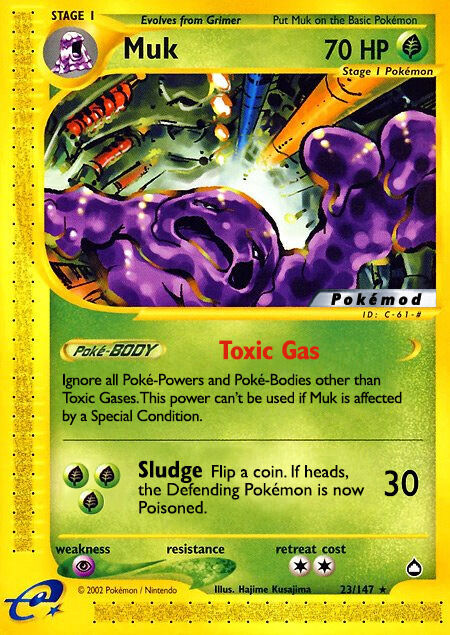 STAGE 1
Evolves from Grimer
Put Muk on the Basic Pokémon
Muk
70 HP
Stage 1 Pokémon
Pokémod
ID: C-61-#
Poké-BODY
Toxic Gas
Ignore all Poké-Powers and Poké-Bodies other than
Toxic Gases. This power can't be used if Muk is affected
by a Special Condition.
Sludge Flip a coin. If heads,
the Defending Pokémon is now
Poisoned.
30
weakness
resistance
retreat cost
©2002 Pokémon / Nintendo
Illus. Hajime Kusajima
23/147 ★
e